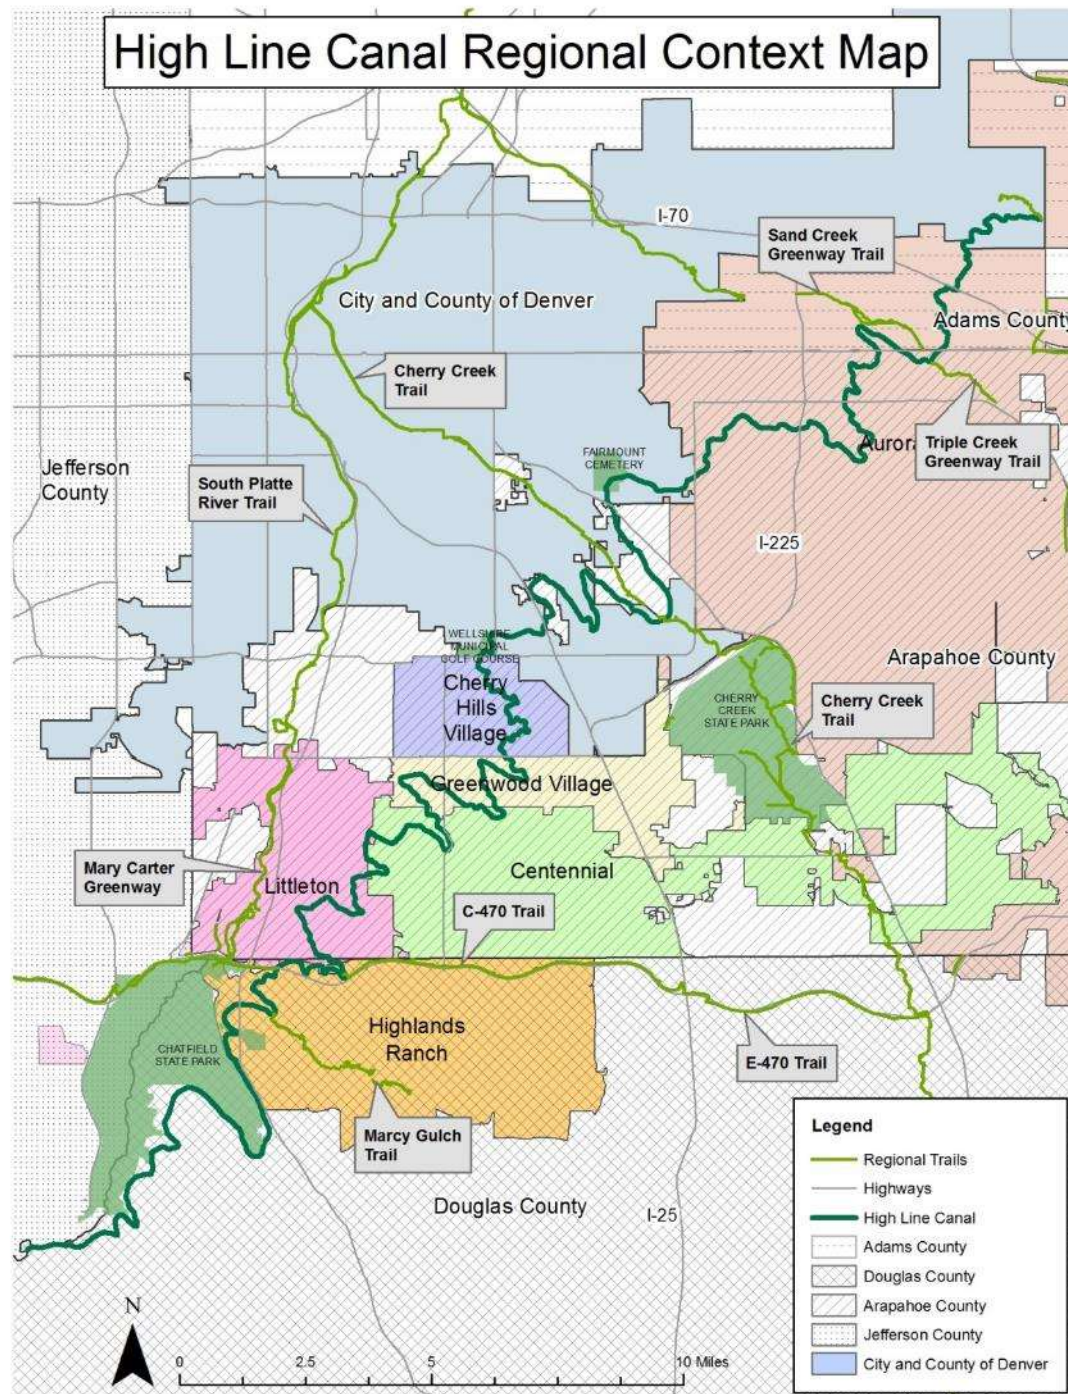 High Line Canal Regional Context Map
I-70
Sand Creek
Greenway Trail
City and County of Denver
Adams County
Cherry Creek
Trail
Aurora
Triple Creek
Greenway Trail
FAIRMOUNT
CEMETERY
Jefferson
County
South Platte
River Trail
I-225
WELLSHIRE
MUNICIPAL
GOLF COURSE
Arapahoe County
Cherry
Hills
Village
CHERRY
CREEK
STATE PARK
Cherry Creek
Trail
Greenwood Village
Mary Carter
Greenway
Littleton
Centennial
C-470 Trail
Highlands
Ranch
CHATFIELD
STATE PARK
E-470 Trail
Marcy Gulch
Trail
Douglas County
I-25
Legend
Regional Trails
Highways
High Line Canal
Adams County
Douglas County
Arapahoe County
Jefferson County
City and County of Denver
N
0 2.5 5 10 Miles